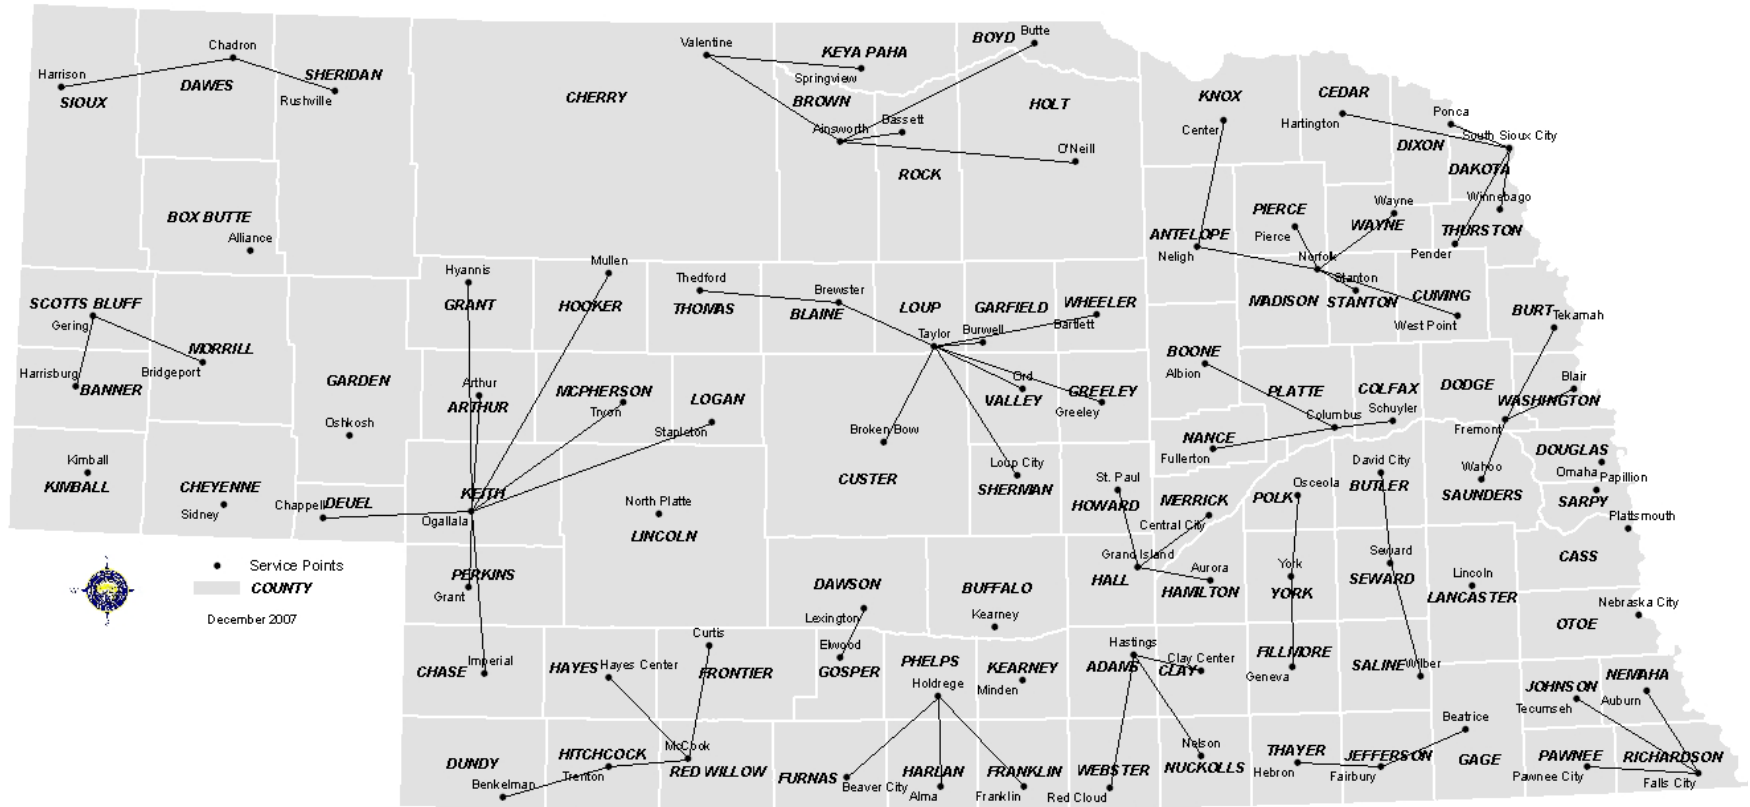 Harrison
SIOUX
Chadron
DAWES
SHERIDAN
Rushville
CHERRY
Valentine
KEYA PAHA
Springview
BROWN
Ainsworth
Bassett
ROCK
BOYD
Butte
HOLT
O'Neill
KNOX
Center
CEDAR
Hartington
Ponca
South Sioux City
DIXON
DAKOTA
Winnebago
THURSTON
Pender
BOX BUTTE
Alliance
ANTELOPE
Neligh
PIERCE
Pierce
Wayne
WAYNE
Norfolk
MADISON
Stanton
STANTON
CUMING
West Point
BURT
Tekamah
SCOTTS BLUFF
Gering
MORRILL
Bridgeport
Harrisburg
BANNER
GARDEN
Oshkosh
Hyannis
GRANT
Mullen
HOOKER
Thedford
THOMAS
Brewster
BLAINE
LOUP
Taylor
GARFIELD
Burwell
WHEELER
Bartlett
Arthur
ARTHUR
MCPHERSON
Tryon
LOGAN
Stapleton
Broken Bow
CUSTER
Ord
VALLEY
GREELEY
Greeley
Loup City
SHERMAN
BOONE
Albion
PLATTE
Columbus
COLFAX
Schuyler
DODGE
Fremont
Blair
WASHINGTON
NANCE
Fullerton
Kimball
KIMBALL
CHEYENNE
Sidney
Chappell
DEUEL
KEITH
Ogallala
North Platte
LINCOLN
St. Paul
HOWARD
MERRICK
Central City
POLK
Osceola
David City
BUTLER
Wahoo
SAUNDERS
DOUGLAS
Omaha
Papillion
SARPY
Plattsmouth
CASS
Service Points
COUNTY
December 2007
PERKINS
Grant
DAWSON
Lexington
BUFFALO
Kearney
Grand Island
HALL
Aurora
HAMILTON
York
YORK
Seward
SEWARD
Lincoln
LANCASTER
Nebraska City
OTOE
CHASE
Imperial
HAYES
Hayes Center
Curtis
FRONTIER
Elwood
GOSPER
PHELPS
Holdrege
KEARNEY
Minden
Hastings
ADAMS
Clay Center
CLAY
FILLMORE
Geneva
SALINE
Wilber
JOHNSON
Tecumseh
NEMAHA
Auburn
DUNDY
Benkelman
HITCHCOCK
Trenton
McCook
RED WILLOW
FURNAS
Beaver City
HARLAN
Alma
FRANKLIN
Franklin
WEBSTER
Red Cloud
Nelson
NUCKOLLS
THAYER
Hebron
JEFFERSON
Fairbury
Beatrice
GAGE
PAWNEE
Pawnee City
RICHARDSON
Falls City